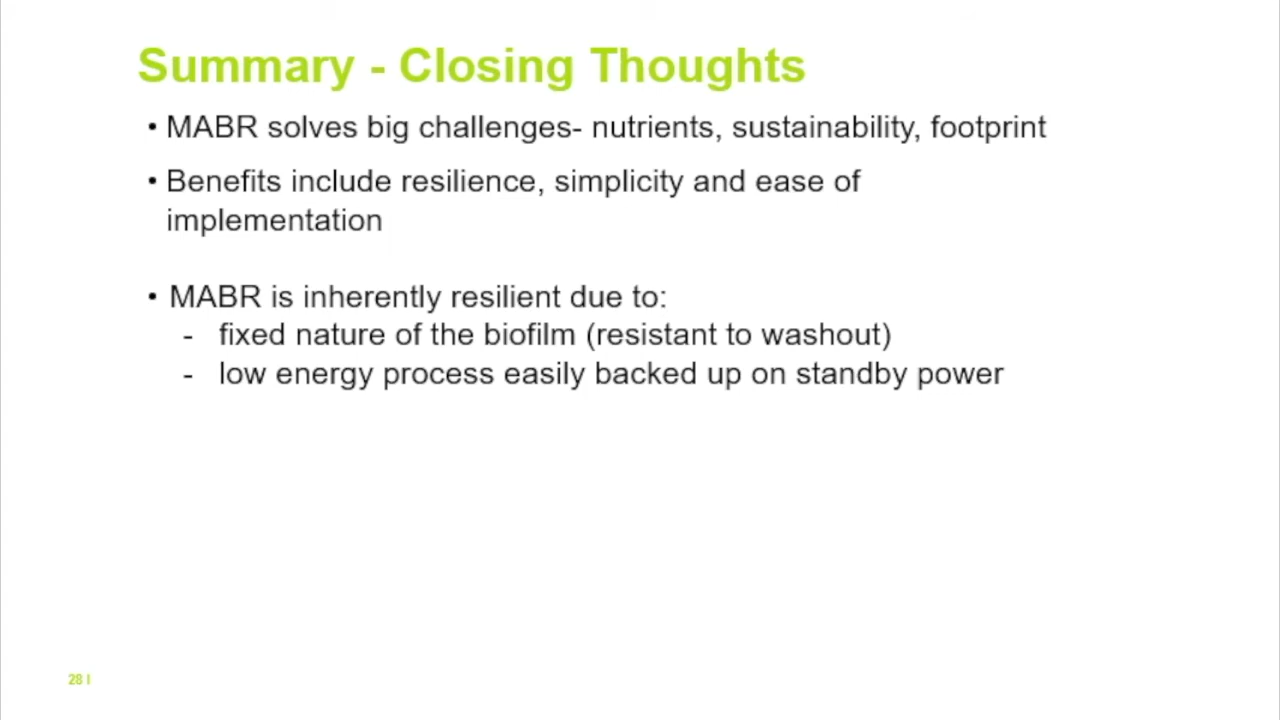 Summary - Closing Thoughts
• MABR solves big challenges- nutrients, sustainability, footprint
• Benefits include resilience, simplicity and ease of
implementation
• MABR is inherently resilient due to:
- fixed nature of the biofilm (resistant to washout)
- low energy process easily backed up on standby power
28 I